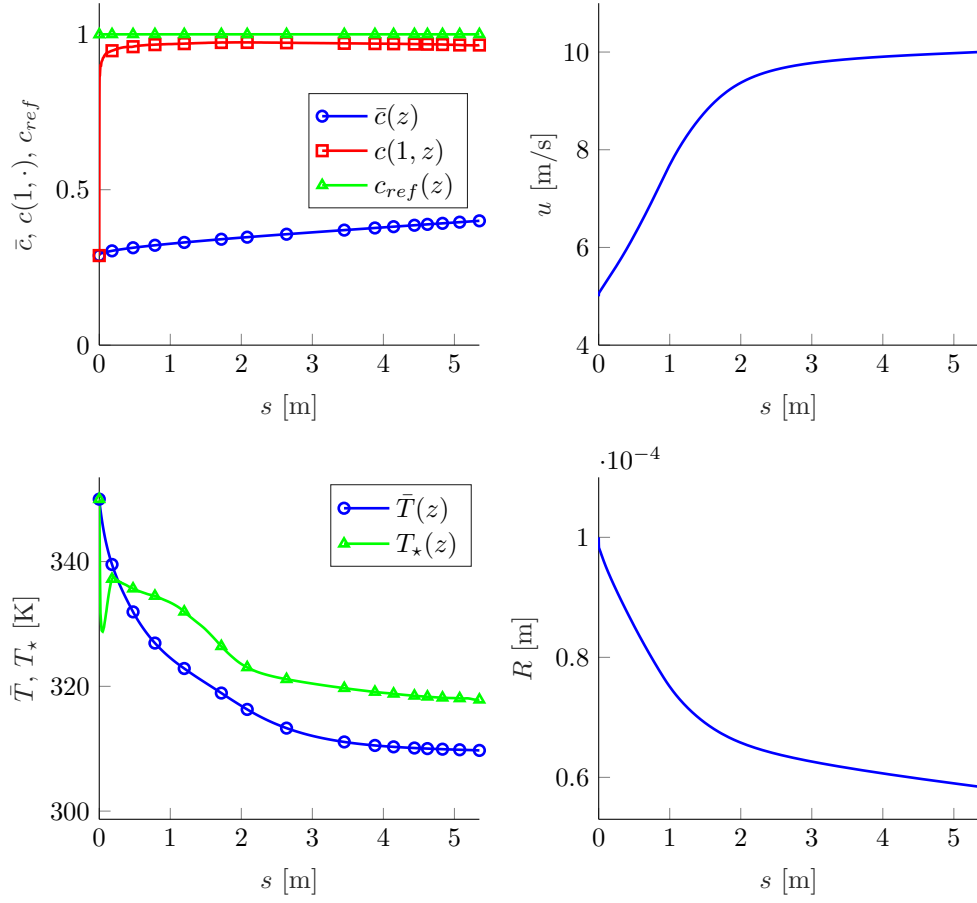 1
0.5
0
c̄, c(1, ·), c_ref
c̄(z)
c(1, z)
c_ref(z)
0 1 2 3 4 5
s [m]
10
8
6
4
u [m/s]
0 1 2 3 4 5
s [m]
340
320
300
T̄, T⋆ [K]
T̄(z)
T⋆(z)
0 1 2 3 4 5
s [m]
·10⁻⁴
1
0.8
0.6
R [m]
0 1 2 3 4 5
s [m]